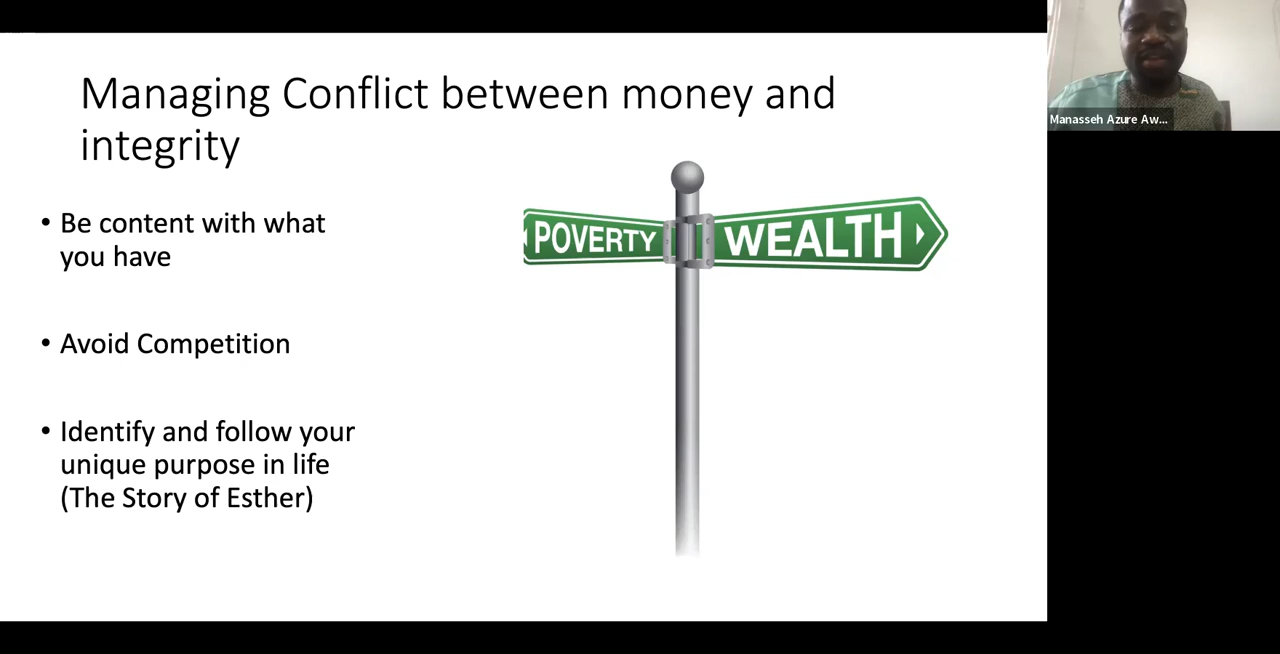 Managing Conflict between money and
integrity
• Be content with what
you have
• Avoid Competition
• Identify and follow your
unique purpose in life
(The Story of Esther)
POVERTY
WEALTH
Manasseh Azure Aw...